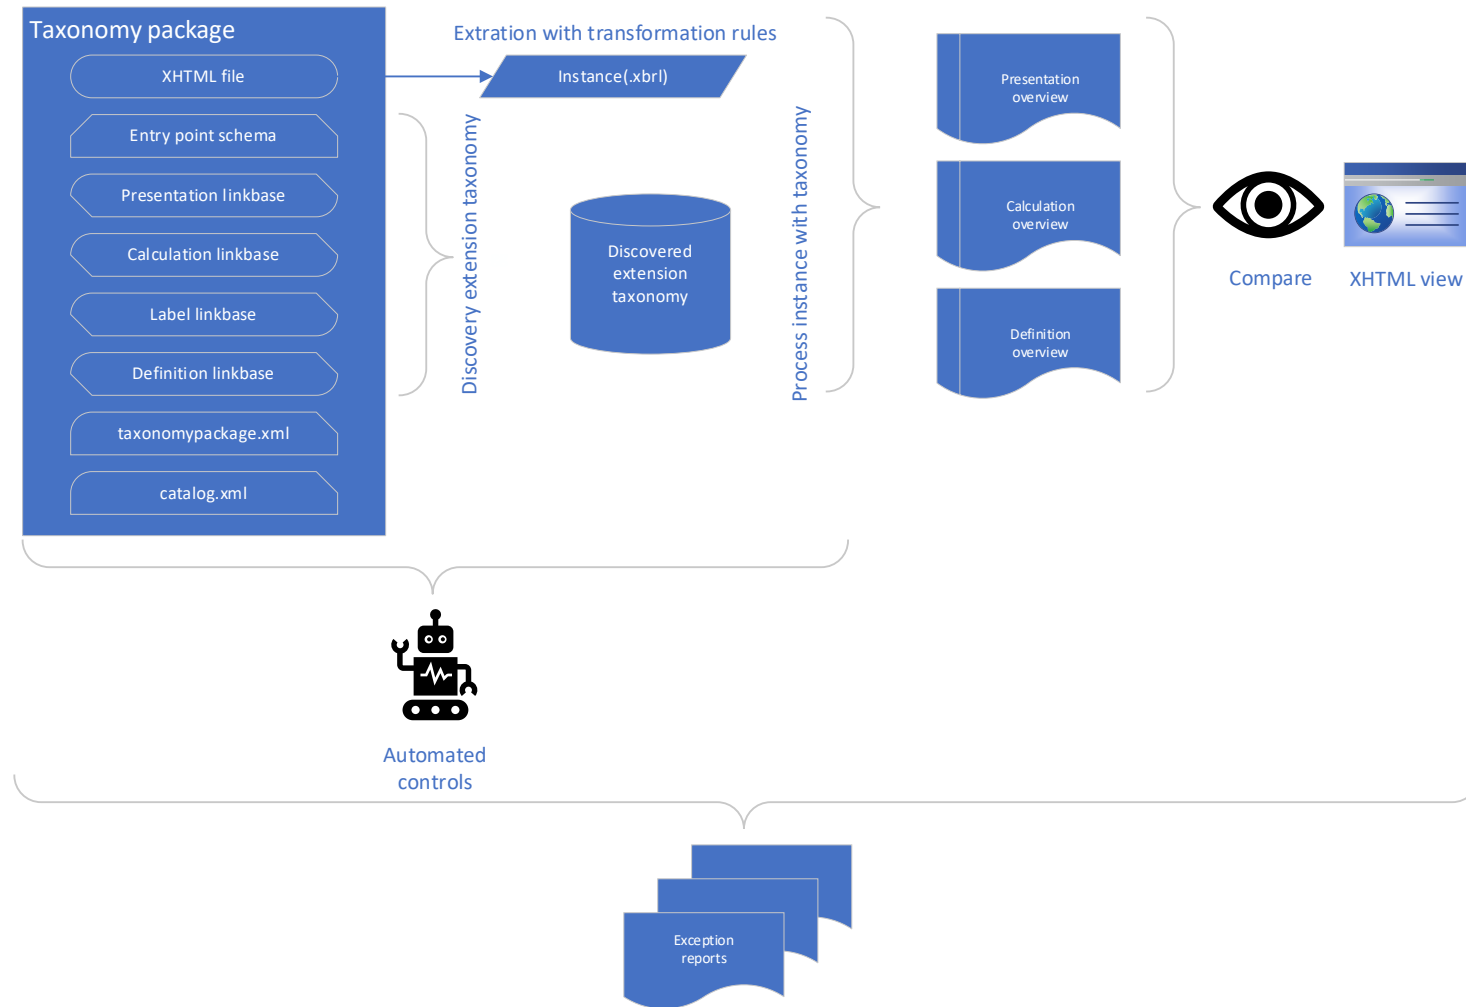 Taxonomy package
XHTML file
Entry point schema
Presentation linkbase
Calculation linkbase
Label linkbase
Definition linkbase
taxonomypackage.xml
catalog.xml
Extration with transformation rules
Instance(.xbrl)
Discovery extension taxonomy
Discovered
extension
taxonomy
Process instance with taxonomy
Presentation
overview
Calculation
overview
Definition
overview
Compare
XHTML view
Automated
controls
Exception
reports